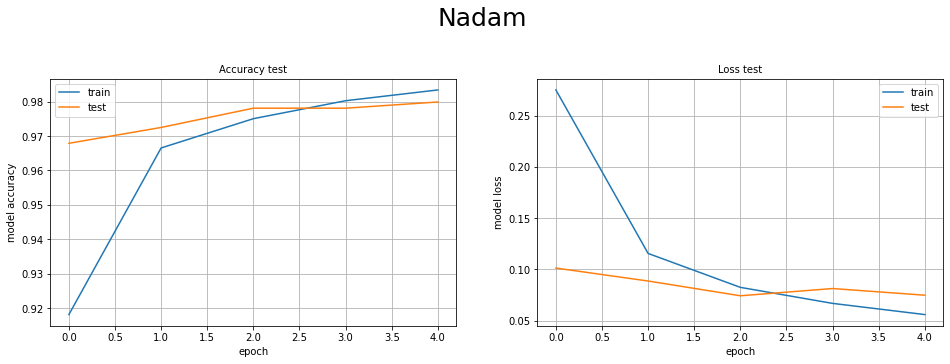 Nadam
Accuracy test
train
test
0.98
0.97
0.96
0.95
0.94
0.93
0.92
model accuracy
0.0 0.5 1.0 1.5 2.0 2.5 3.0 3.5 4.0
epoch
Loss test
train
test
0.25
0.20
0.15
0.10
0.05
model loss
0.0 0.5 1.0 1.5 2.0 2.5 3.0 3.5 4.0
epoch